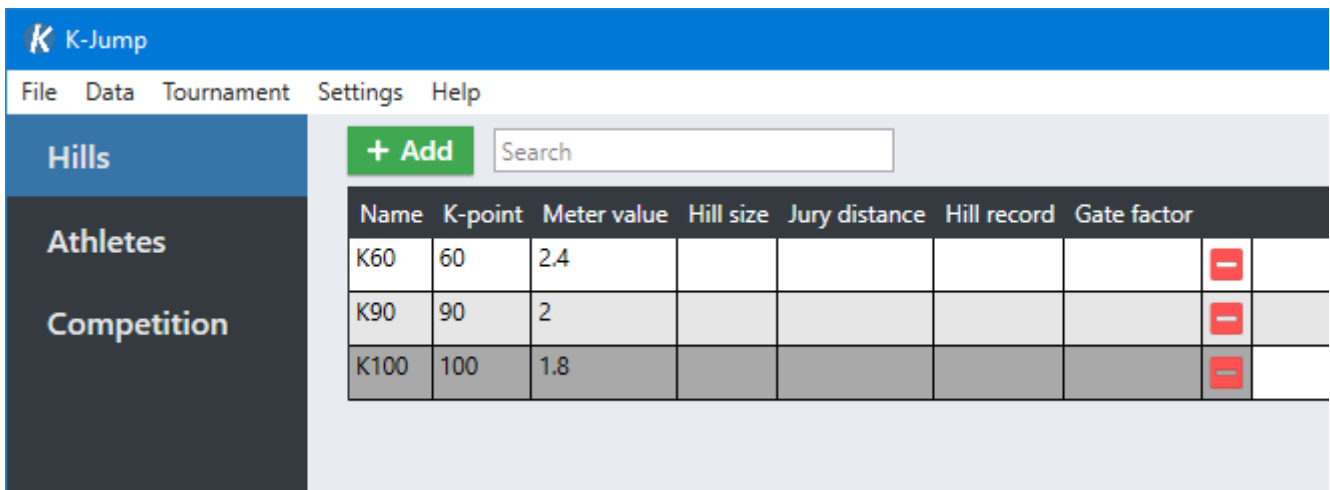 K K-Jump
File Data Tournament Settings Help
Hills
+ Add Search
Name K-point Meter value Hill size Jury distance Hill record Gate factor
Athletes
K60 60 2.4
K90 90 2
Competition
K100 100 1.8